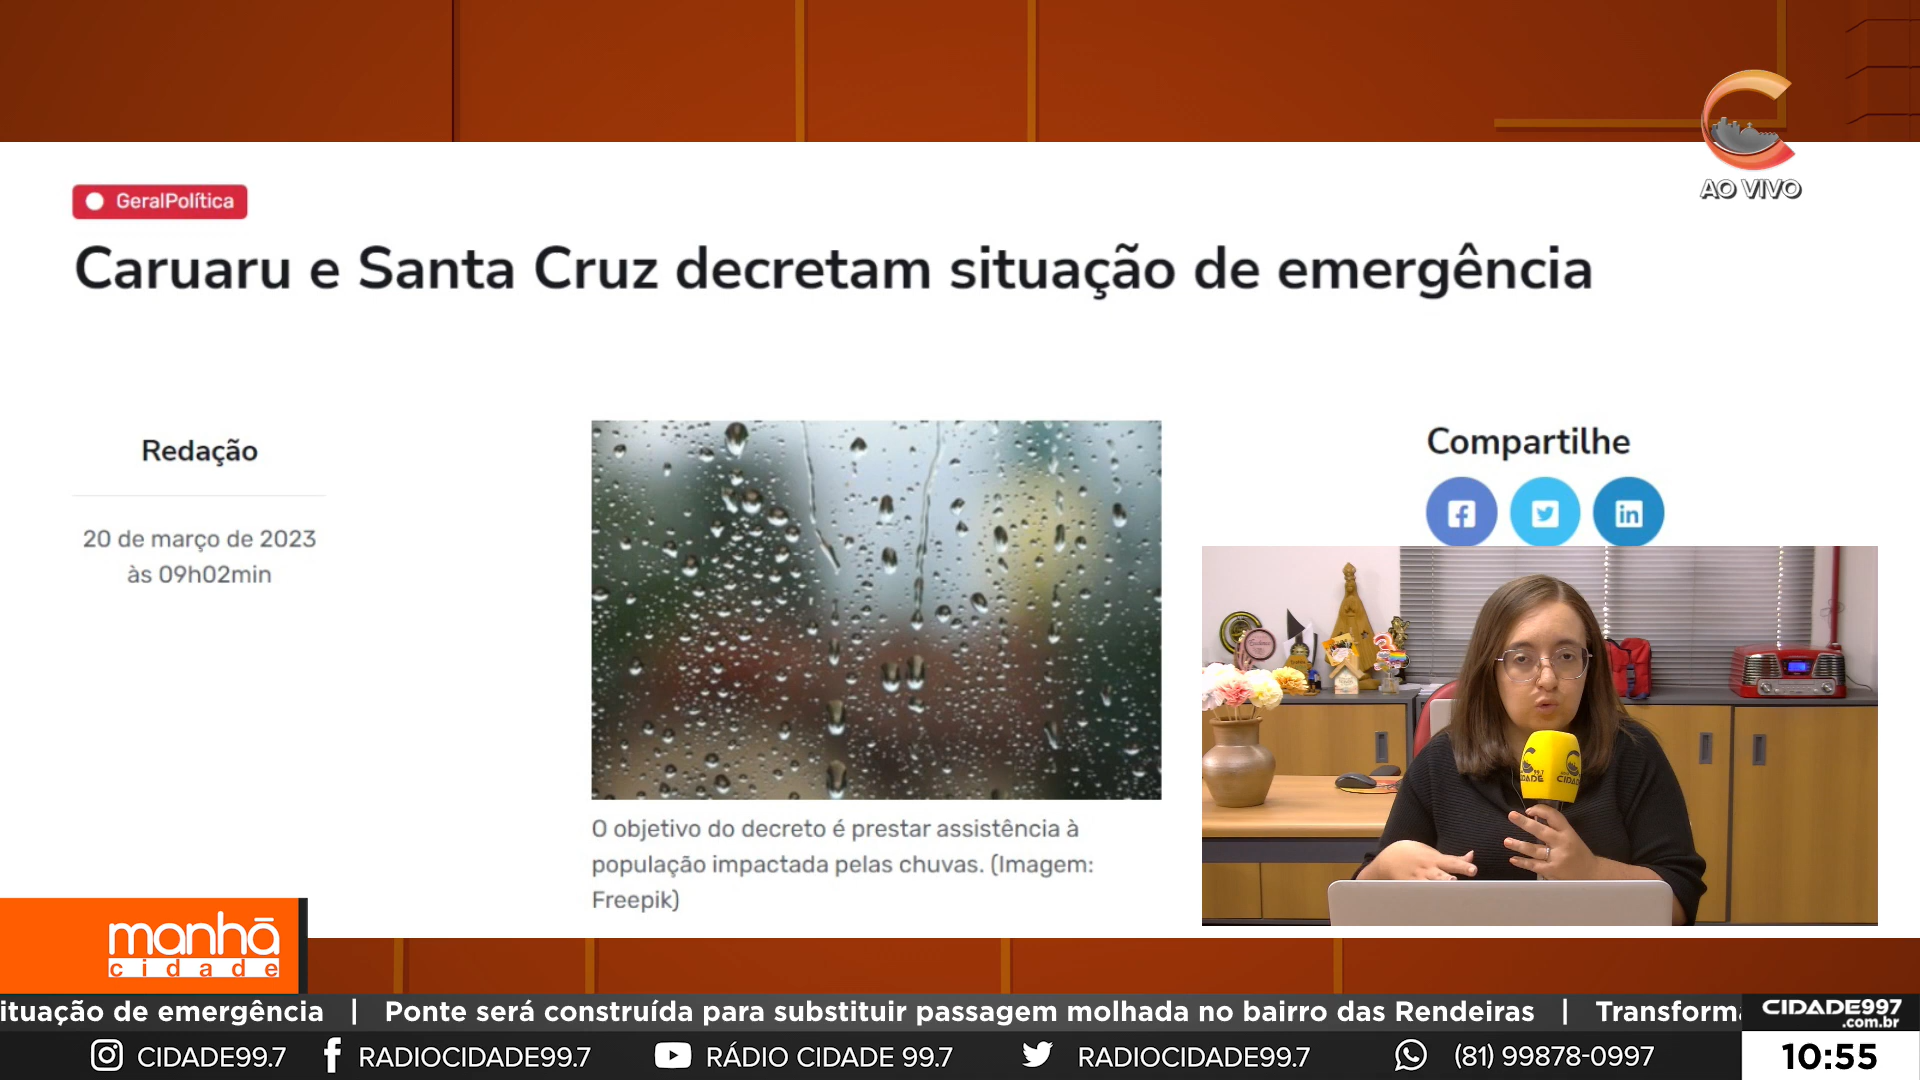 AO VIVO
GeralPolítica
Caruaru e Santa Cruz decretam situação de emergência
Redação
20 de março de 2023
às 09h02min
Compartilhe
O objetivo do decreto é prestar assistência à
população impactada pelas chuvas. (Imagem:
Freepik)
CIDADE
manhã
cidade
ituação de emergência | Ponte será construída para substituir passagem molhada no bairro das Rendeiras | Transforma
CIDADE997
.com.br
CIDADE99.7 RADIOCIDADE99.7 RÁDIO CIDADE 99.7 RADIOCIDADE99.7 (81) 99878-0997
10:55